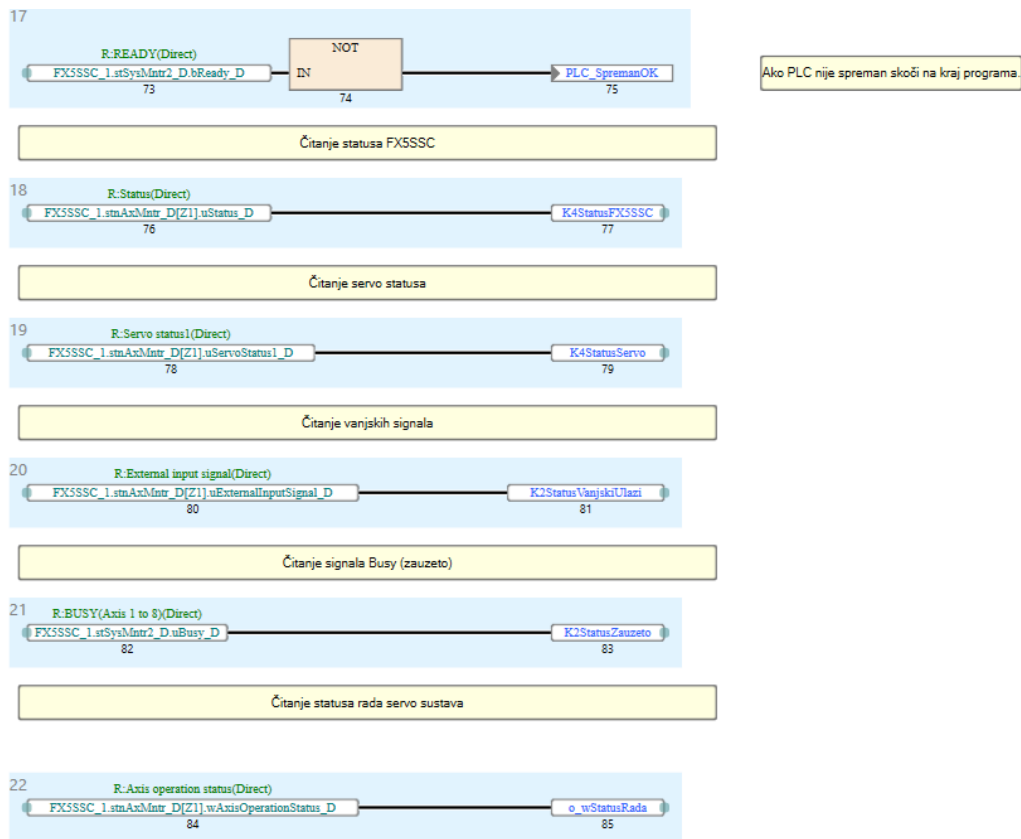 17
R:READY(Direct)
NOT
FX5SSC_1.stSysMntr2_D.bReady_D
IN
PLC_SpremanOK
73
74
75
Ako PLC nije spreman skoči na kraj programa.
Čitanje statusa FX5SSC
18
R:Status(Direct)
FX5SSC_1.stnAxMntr_D[Z1].uStatus_D
K4StatusFX5SSC
76
77
Čitanje servo statusa
19
R:Servo status1(Direct)
FX5SSC_1.stnAxMntr_D[Z1].uServoStatus1_D
K4StatusServo
78
79
Čitanje vanjskih signala
20
R:External input signal(Direct)
FX5SSC_1.stnAxMntr_D[Z1].uExternalInputSignal_D
K2StatusVanjskiUlazi
80
81
Čitanje signala Busy (zauzeto)
21
R:BUSY(Axis 1 to 8)(Direct)
FX5SSC_1.stSysMntr2_D.uBusy_D
K2StatusZauzeto
82
83
Čitanje statusa rada servo sustava
22
R:Axis operation status(Direct)
FX5SSC_1.stnAxMntr_D[Z1].wAxisOperationStatus_D
o_wStatusRada
84
85